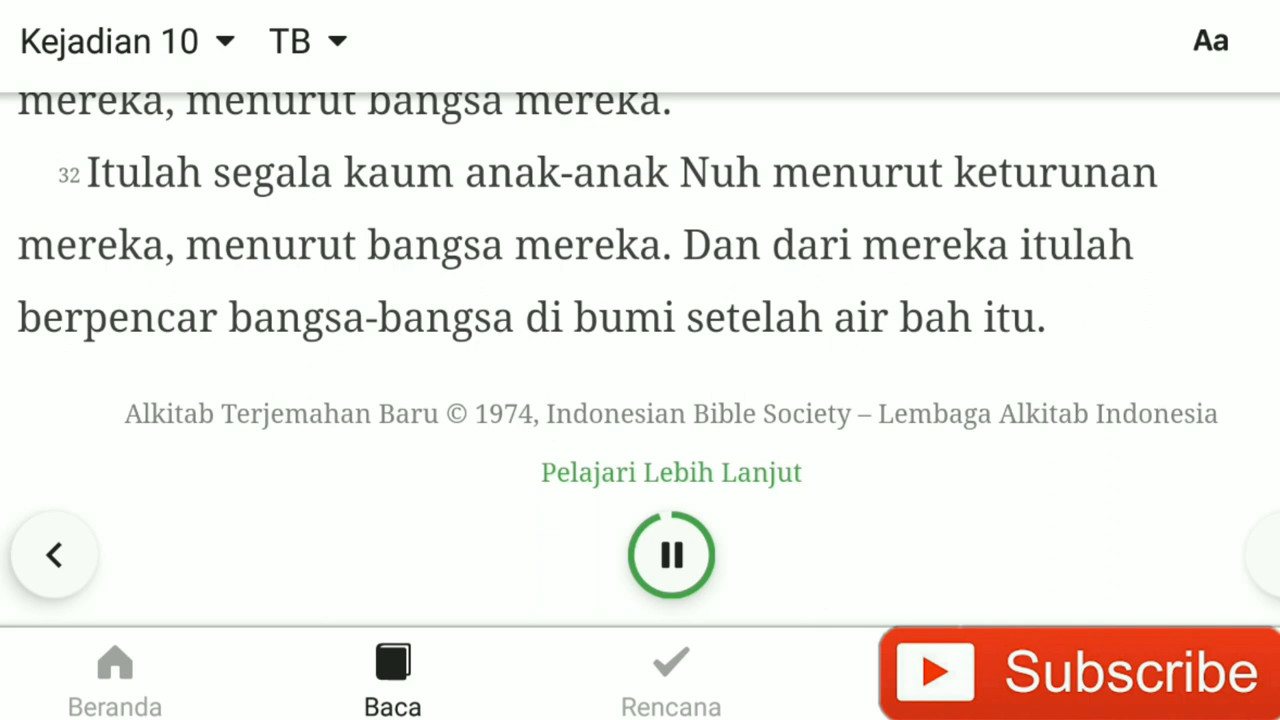 Kejadian 10 TB Aa
mereka, menurut bangsa mereka.
32 Itulah segala kaum anak-anak Nuh menurut keturunan
mereka, menurut bangsa mereka. Dan dari mereka itulah
berpencar bangsa-bangsa di bumi setelah air bah itu.
Alkitab Terjemahan Baru © 1974, Indonesian Bible Society – Lembaga Alkitab Indonesia
Pelajari Lebih Lanjut
Beranda Baca Rencana Subscribe